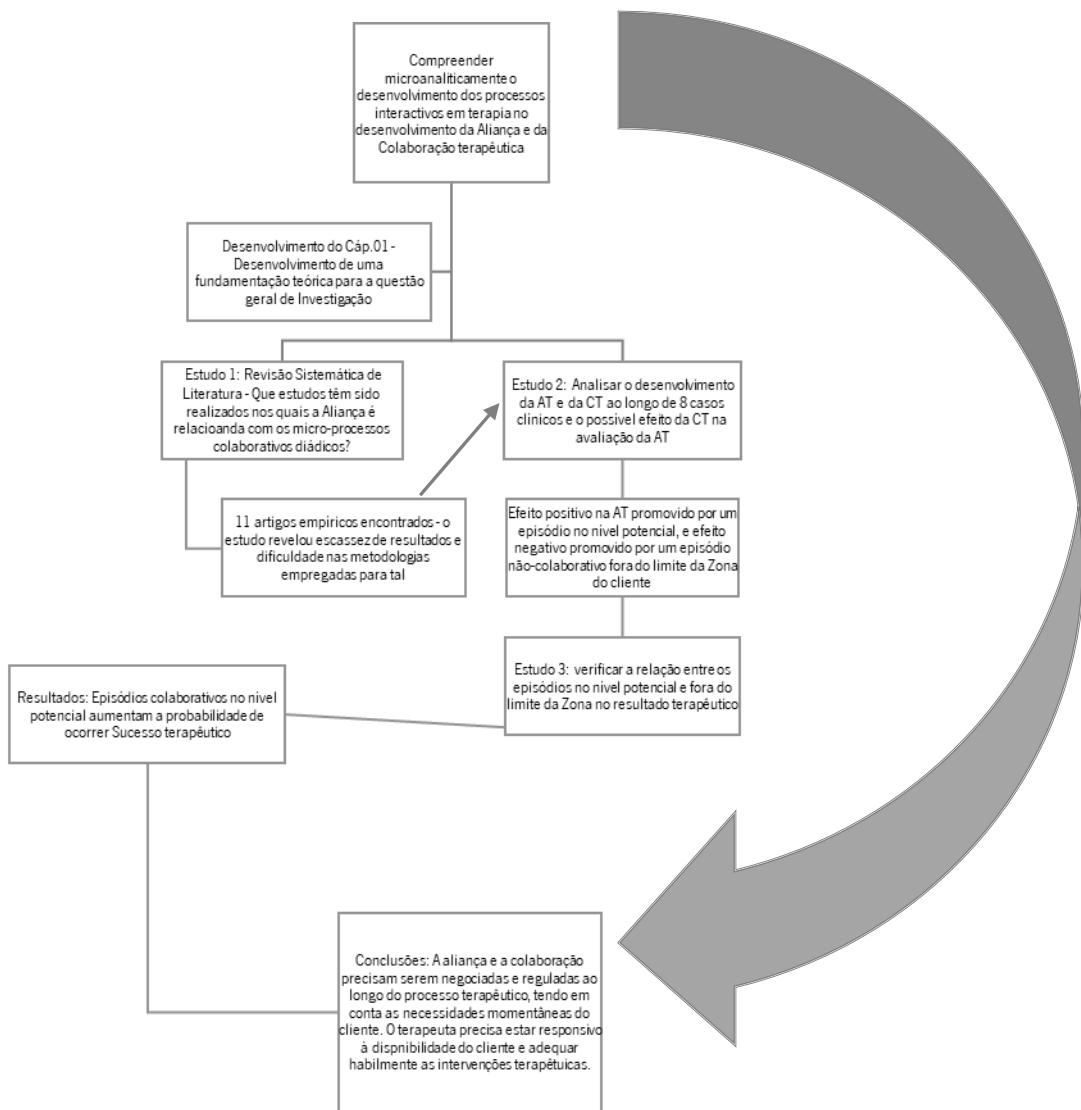 Compreender
microanaliticamente o
desenvolvimento dos processos
interactivos em terapia no
desenvolvimento da Aliança e da
Colaboração terapêutica
Desenvolvimento do Cáp.01 -
Desenvolvimento de uma
fundamentação teórica para a questão
geral de Investigação
Estudo 1: Revisão Sistemática de
Literatura - Que estudos têm sido
realizados nos quais a Aliança é
relacioanda com os micro-processos
colaborativos diádicos?
Estudo 2: Analisar o desenvolvimento
da AT e da CT ao longo de 8 casos
clínicos e o possível efeito da CT na
avaliação da AT
11 artigos empíricos encontrados - o
estudo revelou escassez de resultados e
dificuldade nas metodologias
empregadas para tal
Efeito positivo na AT promovido por um
episódio no nível potencial, e efeito
negativo promovido por um episódio
não-colaborativo fora do limite da Zona
do cliente
Estudo 3: verificar a relação entre os
episódios no nível potencial e fora do
limite da Zona no resultado terapêutico
Resultados: Episódios colaborativos no nível
potencial aumentam a probabilidade de
ocorrer Sucesso terapêutico
Conclusões: A aliança e a colaboração
precisam serem negociadas e reguladas ao
longo do processo terapêutico, tendo em
conta as necessidades momentâneas do
cliente. O terapeuta precisa estar responsivo
à dispnibilidade do cliente e adequar
habilmente as intervenções terapêtuicas.